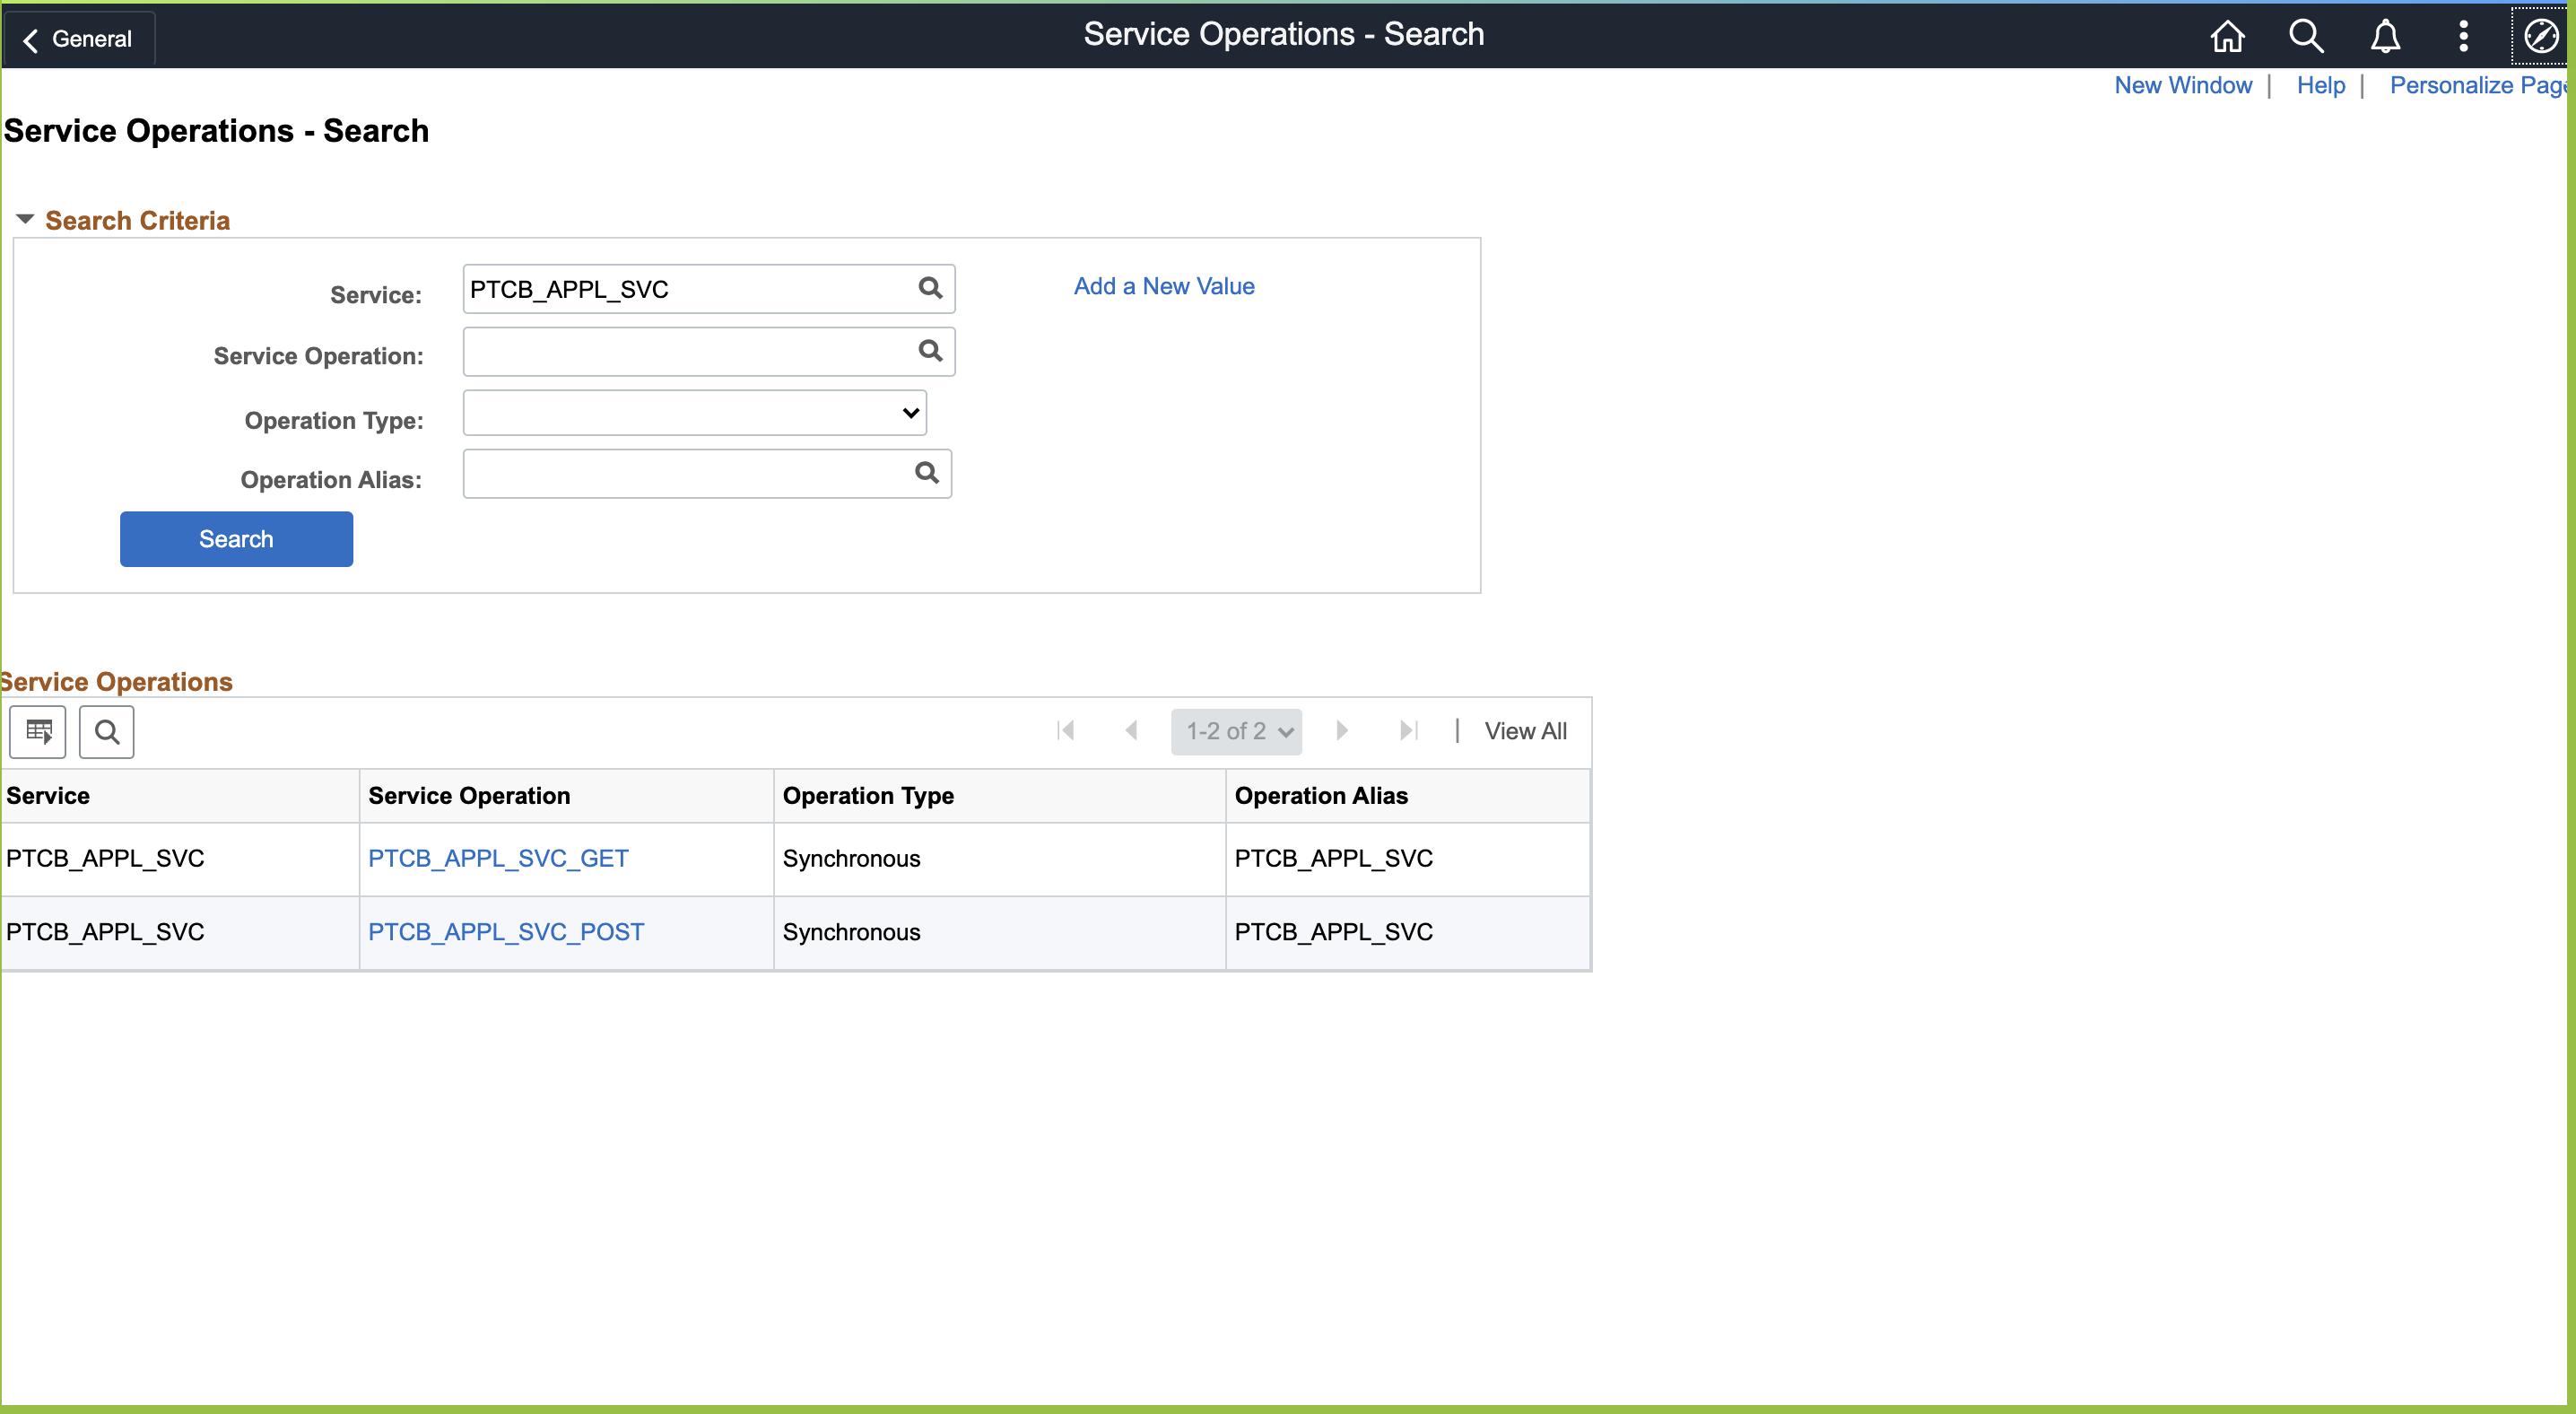 General
Service Operations - Search
New Window | Help | Personalize Page
Service Operations - Search
Search Criteria
Service: PTCB_APPL_SVC Add a New Value
Service Operation:
Operation Type:
Operation Alias:
Search
Service Operations
1-2 of 2 | View All
Service Service Operation Operation Type Operation Alias
PTCB_APPL_SVC PTCB_APPL_SVC_GET Synchronous PTCB_APPL_SVC
PTCB_APPL_SVC PTCB_APPL_SVC_POST Synchronous PTCB_APPL_SVC